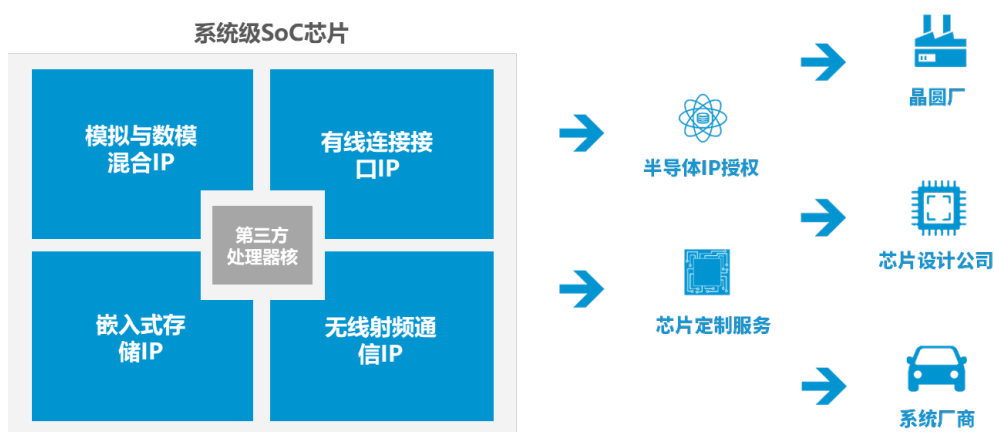 系统级SoC芯片
模拟与数模
混合IP
有线连接接
口IP
第三方
处理器核
嵌入式存
储IP
无线射频通
信IP
半导体IP授权
芯片定制服务
晶圆厂
芯片设计公司
系统厂商